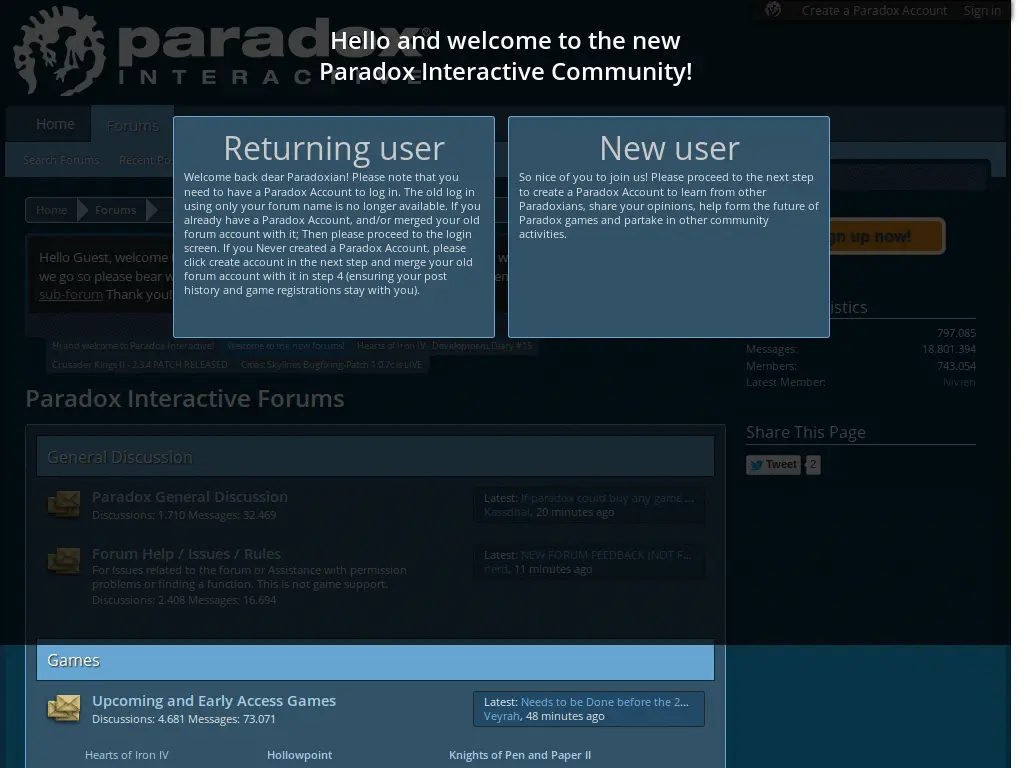 Create a Paradox Account
Sign in
paradox
INTERACTIVE
Hello and welcome to the new
Paradox Interactive Community!
Home
Forums
Search Forums
Recent Pos
Returning user
Welcome back dear Paradoxian! Please note that you
need to have a Paradox Account to log in. The old log in
using only your forum name is no longer available. If you
already have a Paradox Account, and/or merged your old
forum account with it; Then please proceed to the login
screen. If you Never created a Paradox Account, please
click create account in the next step and merge your old
forum account with it in step 4 (ensuring your post
history and game registrations stay with you).
New user
So nice of you to join us! Please proceed to the next step
to create a Paradox Account to learn from other
Paradoxians, share your opinions, help form the future of
Paradox games and partake in other community
activities.
Home
Forums
Hello Guest, welcome
we go so please bear w
sub-forum Thank you!
n up now!
istics
797.085
Messages: 18.801.394
Members: 743.054
Latest Member: Nivien
Hi and welcome to Paradox Interactive! Welcome to the new forums! Hearts of Iron IV - Development Diary #15
Crusader Kings II - 2.3.4 PATCH RELEASED Cities: Skylines Bugfixing-Patch 1.0.7c is LIVE
Paradox Interactive Forums
Share This Page
Tweet 2
General Discussion
Paradox General Discussion
Discussions: 1.710 Messages: 32.469
Latest: If paradox could buy any game ...
Kassdhal, 20 minutes ago
Forum Help / Issues / Rules
For issues related to the forum or Assistance with permission
problems or finding a function. This is not game support.
Discussions: 2.408 Messages: 16.694
Latest: NEW FORUM FEEDBACK (NOT F...
nerd, 11 minutes ago
Games
Upcoming and Early Access Games
Discussions: 4.681 Messages: 73.071
Latest: Needs to be Done before the 2...
Veyrah, 48 minutes ago
Hearts of Iron IV
Hollowpoint
Knights of Pen and Paper II